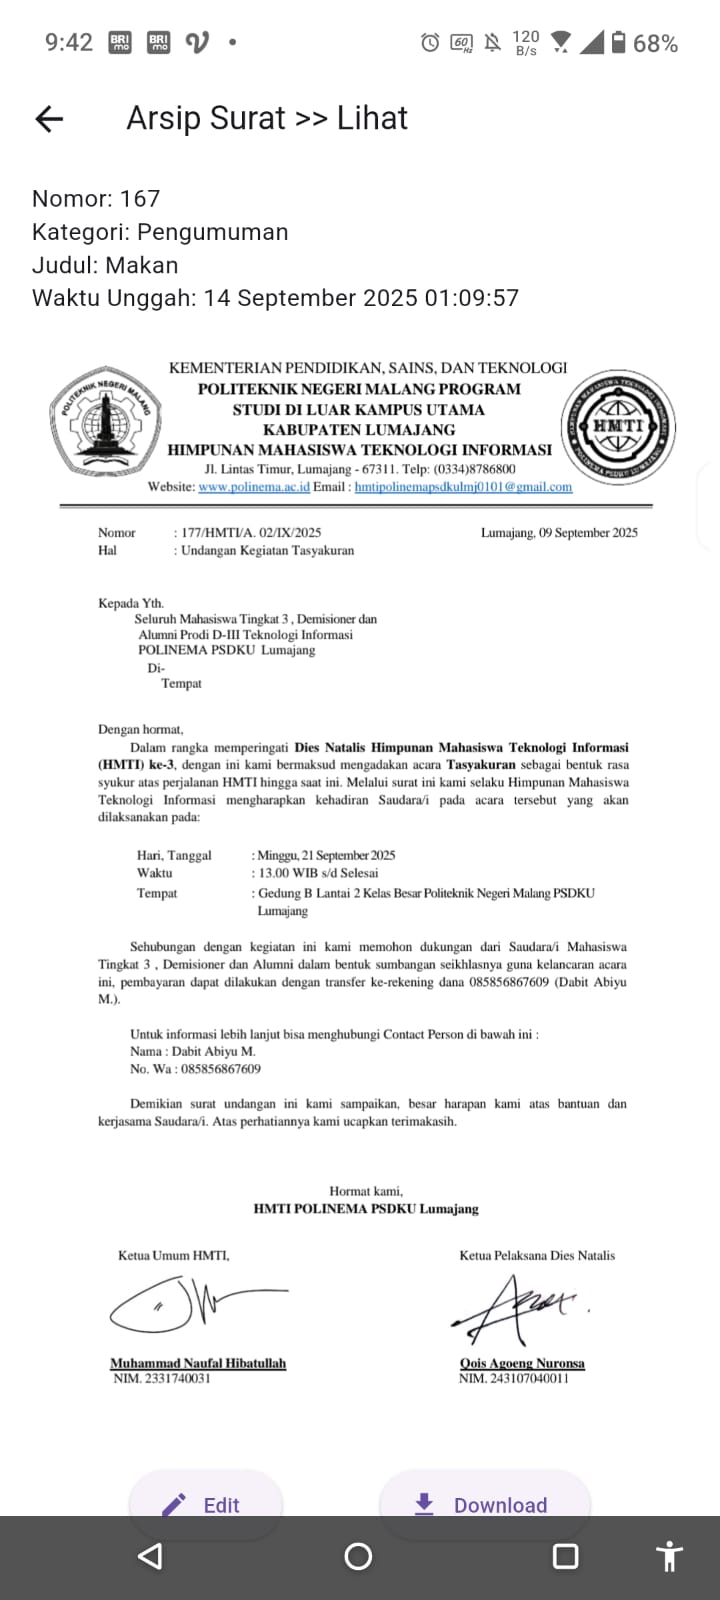 9:42
BRI
mo
BRI
mo
60
Hz
120
B/s
68%
Arsip Surat >> Lihat
Nomor: 167
Kategori: Pengumuman
Judul: Makan
Waktu Unggah: 14 September 2025 01:09:57
POLITEKNIK NEGERI MALANG
HMTI
KEMENTERIAN PENDIDIKAN, SAINS, DAN TEKNOLOGI
POLITEKNIK NEGERI MALANG PROGRAM
STUDI DI LUAR KAMPUS UTAMA
KABUPATEN LUMAJANG
HIMPUNAN MAHASISWA TEKNOLOGI INFORMASI
Jl. Lintas Timur, Lumajang - 67311. Telp: (0334)8786800
Website: www.polinema.ac.id Email : hmtipolinemapsdkulmj0101@gmail.com
Nomor : 177/HMTI/A. 02/IX/2025 Lumajang, 09 September 2025
Hal : Undangan Kegiatan Tasyakuran
Kepada Yth.
Seluruh Mahasiswa Tingkat 3 , Demisioner dan
Alumni Prodi D-III Teknologi Informasi
POLINEMA PSDKU Lumajang
Di-
Tempat
Dengan hormat,
Dalam rangka memperingati Dies Natalis Himpunan Mahasiswa Teknologi Informasi
(HMTI) ke-3, dengan ini kami bermaksud mengadakan acara Tasyakuran sebagai bentuk rasa
syukur atas perjalanan HMTI hingga saat ini. Melalui surat ini kami selaku Himpunan Mahasiswa
Teknologi Informasi mengharapkan kehadiran Saudara/i pada acara tersebut yang akan
dilaksanakan pada:
Hari, Tanggal : Minggu, 21 September 2025
Waktu : 13.00 WIB s/d Selesai
Tempat : Gedung B Lantai 2 Kelas Besar Politeknik Negeri Malang PSDKU
Lumajang
Sehubungan dengan kegiatan ini kami memohon dukungan dari Saudara/i Mahasiswa
Tingkat 3 , Demisioner dan Alumni dalam bentuk sumbangan seikhlasnya guna kelancaran acara
ini, pembayaran dapat dilakukan dengan transfer ke-rekening dana 085856867609 (Dabit Abiyu
M.).
Untuk informasi lebih lanjut bisa menghubungi Contact Person di bawah ini :
Nama : Dabit Abiyu M.
No. Wa : 085856867609
Demikian surat undangan ini kami sampaikan, besar harapan kami atas bantuan dan
kerjasama Saudara/i. Atas perhatiannya kami ucapkan terimakasih.
Hormat kami,
HMTI POLINEMA PSDKU Lumajang
Ketua Umum HMTI, Ketua Pelaksana Dies Natalis
Muhammad Naufal Hibatullah Qois Agoeng Nuronsa
NIM. 2331740031 NIM. 243107040011
Edit Download